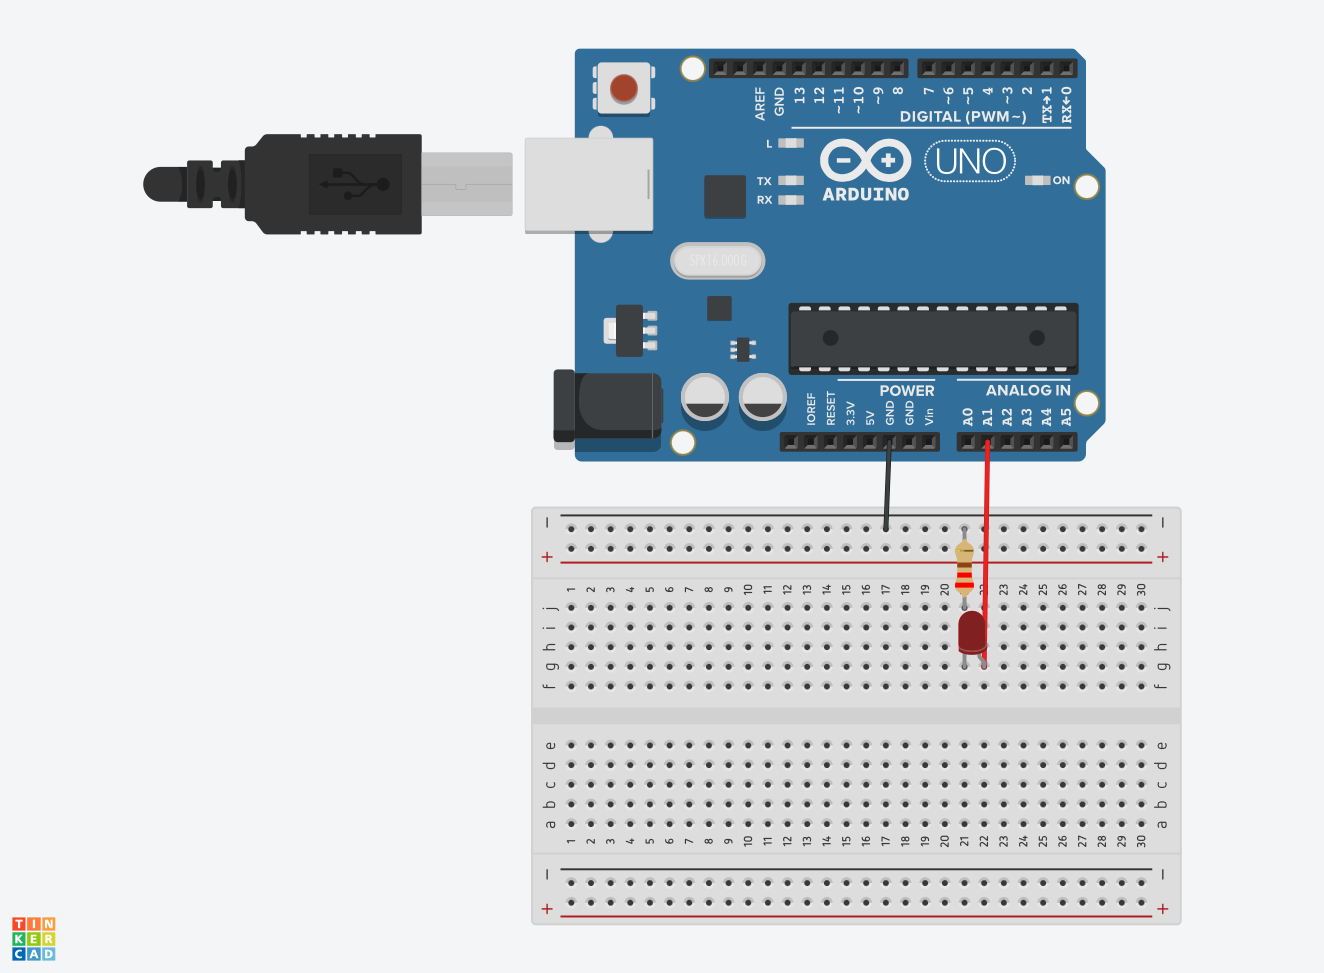 AREF
GND
13
12
~11
~10
~9
8
7
~6
~5
4
~3
2
TX→1
RX←0
DIGITAL (PWM~)
L
TX
RX
ARDUINO
UNO
ON
SPX16.000G
POWER
ANALOG IN
IOREF
RESET
3.3V
5V
GND
GND
Vin
A0
A1
A2
A3
A4
A5
− −
+ +
1 2 3 4 5 6 7 8 9 10 11 12 13 14 15 16 17 18 19 20 21 22 23 24 25 26 27 28 29 30
j j
i i
h h
g g
f f
e e
d d
c c
b b
a a
1 2 3 4 5 6 7 8 9 10 11 12 13 14 15 16 17 18 19 20 21 22 23 24 25 26 27 28 29 30
− −
+ +
TIN
KER
CAD